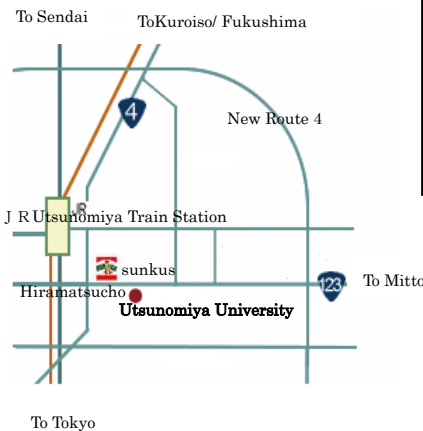 To Sendai
ToKuroiso/ Fukushima
4
New Route 4
JR
J R Utsunomiya Train Station
sunkus
123
To Mitto
Hiramatsucho
Utsunomiya University
To Tokyo